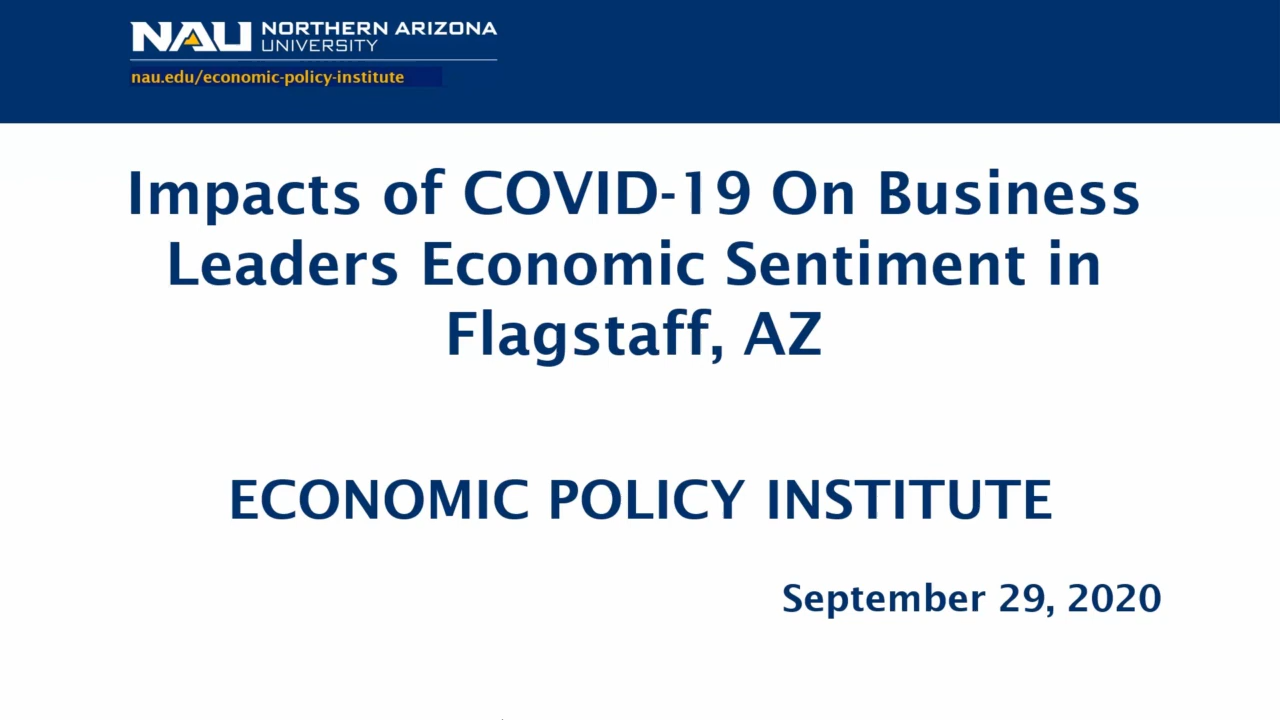 NAU NORTHERN ARIZONA
UNIVERSITY
nau.edu/economic-policy-institute
Impacts of COVID-19 On Business
Leaders Economic Sentiment in
Flagstaff, AZ
ECONOMIC POLICY INSTITUTE
September 29, 2020